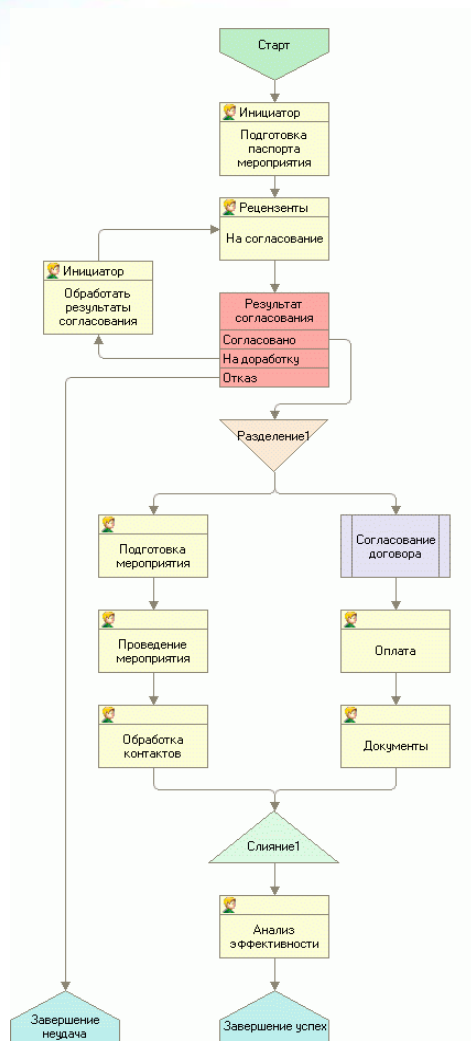 Старт
Инициатор
Подготовка
паспорта
мероприятия
Рецензенты
На согласование
Инициатор
Обработать
результаты
согласования
Результат
согласования
Согласовано
На доработку
Отказ
Разделение1
Подготовка
мероприятия
Согласование
договора
Проведение
мероприятия
Оплата
Обработка
контактов
Документы
Слияние1
Анализ
эффективности
Завершение
неудача
Завершение успех